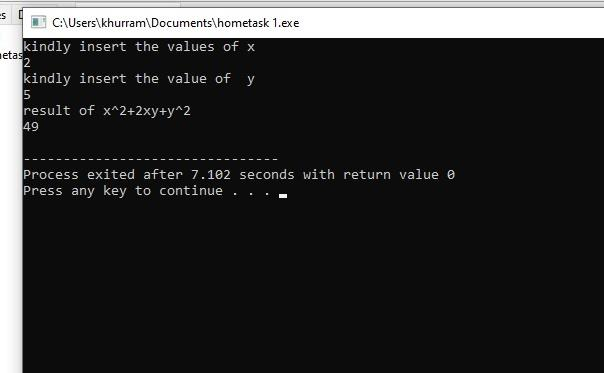 es D
C:\Users\khurram\Documents\hometask 1.exe
kindly insert the values of x
2
kindly insert the value of  y
5
result of x^2+2xy+y^2
49
--------------------------------
Process exited after 7.102 seconds with return value 0
Press any key to continue . . .